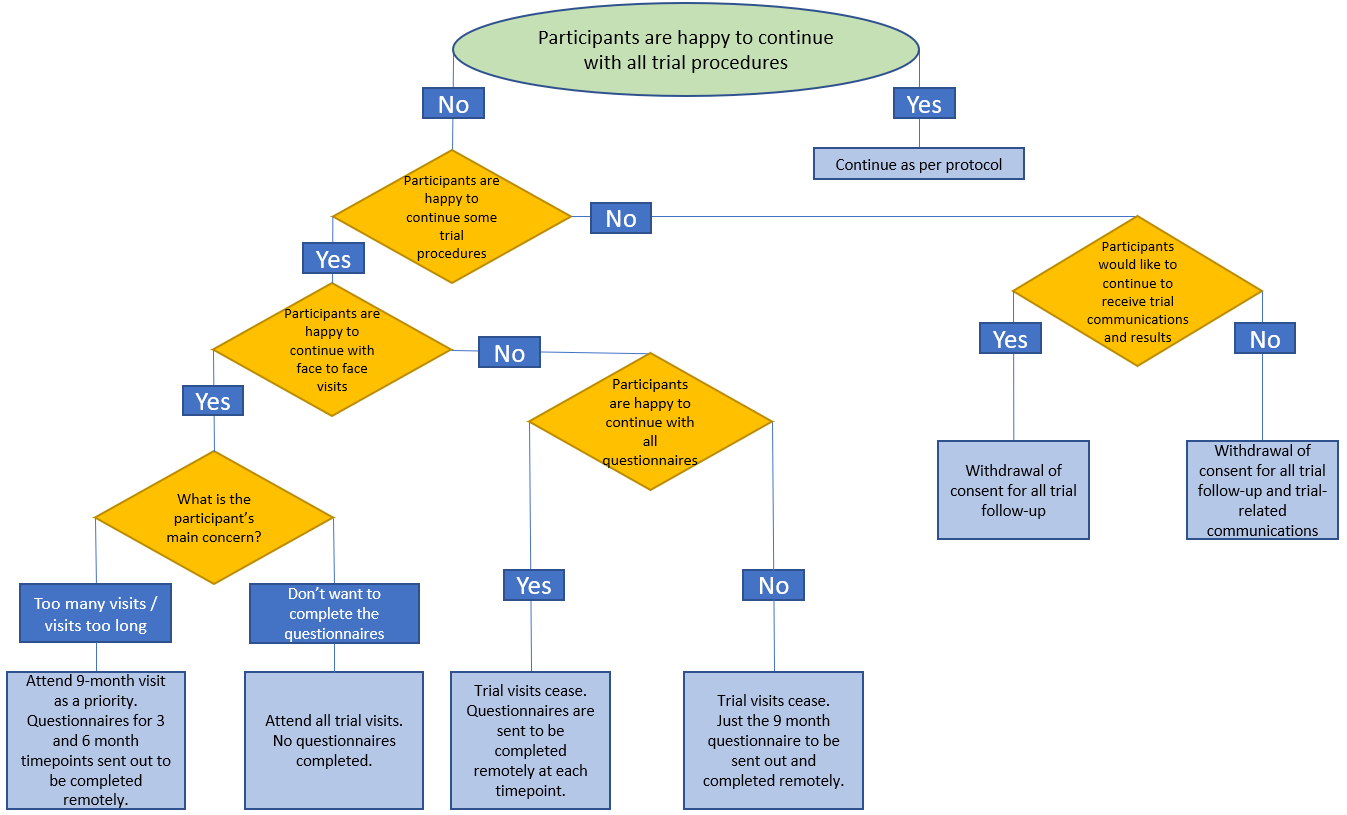 Participants are happy to continue
with all trial procedures
No
Yes
Continue as per protocol
Participants are
happy to
continue some
trial
procedures
No
Yes
Participants
would like to
continue to
receive trial
communications
and results
Yes
No
Participants are
happy to
continue with
face to face
visits
No
Yes
Participants
are happy to
continue with
all
questionnaires
Withdrawal of
consent for all trial
follow-up
Withdrawal of
consent for all trial
follow-up and trial-
related
communications
What is the
participant's
main concern?
Yes
No
Too many visits /
visits too long
Don't want to
complete the
questionnaires
Attend 9-month visit
as a priority.
Questionnaires for 3
and 6 month
timepoints sent out to
be completed
remotely.
Attend all trial visits.
No questionnaires
completed.
Trial visits cease.
Questionnaires are
sent to be
completed
remotely at each
timepoint.
Trial visits cease.
Just the 9 month
questionnaire to be
sent out and
completed remotely.